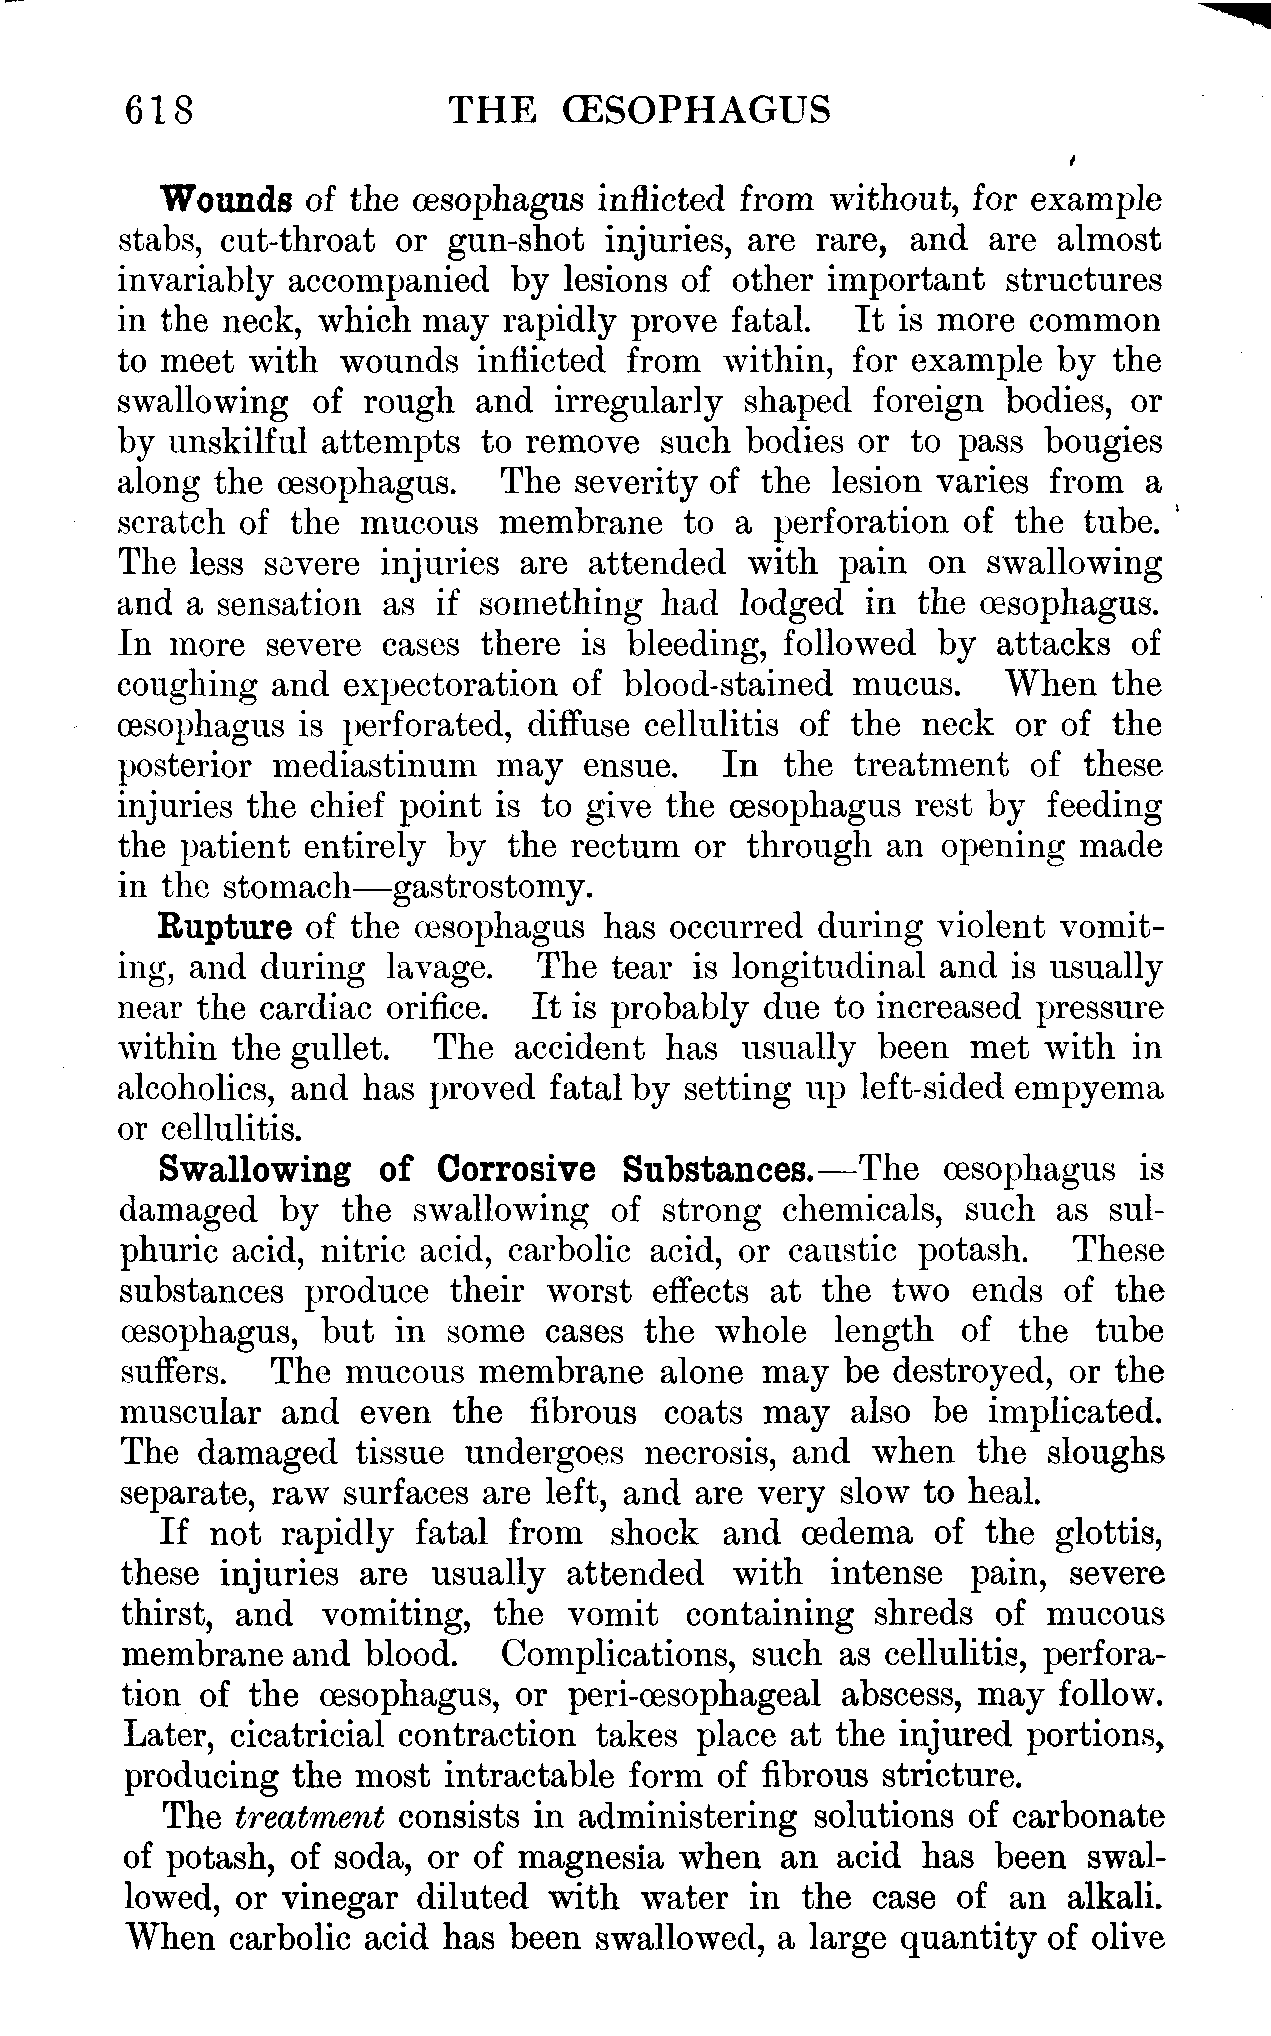 618 THE ŒSOPHAGUS
Wounds of the œsophagus inflicted from without, for example
stabs, cut-throat or gun-shot injuries, are rare, and are almost
invariably accompanied by lesions of other important structures
in the neck, which may rapidly prove fatal. It is more common
to meet with wounds inflicted from within, for example by the
swallowing of rough and irregularly shaped foreign bodies, or
by unskilful attempts to remove such bodies or to pass bougies
along the œsophagus. The severity of the lesion varies from a
scratch of the mucous membrane to a perforation of the tube.
The less severe injuries are attended with pain on swallowing
and a sensation as if something had lodged in the œsophagus.
In more severe cases there is bleeding, followed by attacks of
coughing and expectoration of blood-stained mucus. When the
œsophagus is perforated, diffuse cellulitis of the neck or of the
posterior mediastinum may ensue. In the treatment of these
injuries the chief point is to give the œsophagus rest by feeding
the patient entirely by the rectum or through an opening made
in the stomach—gastrostomy.
Rupture of the œsophagus has occurred during violent vomit-
ing, and during lavage. The tear is longitudinal and is usually
near the cardiac orifice. It is probably due to increased pressure
within the gullet. The accident has usually been met with in
alcoholics, and has proved fatal by setting up left-sided empyema
or cellulitis.
Swallowing of Corrosive Substances.—The œsophagus is
damaged by the swallowing of strong chemicals, such as sul-
phuric acid, nitric acid, carbolic acid, or caustic potash. These
substances produce their worst effects at the two ends of the
œsophagus, but in some cases the whole length of the tube
suffers. The mucous membrane alone may be destroyed, or the
muscular and even the fibrous coats may also be implicated.
The damaged tissue undergoes necrosis, and when the sloughs
separate, raw surfaces are left, and are very slow to heal.
If not rapidly fatal from shock and œdema of the glottis,
these injuries are usually attended with intense pain, severe
thirst, and vomiting, the vomit containing shreds of mucous
membrane and blood. Complications, such as cellulitis, perfora-
tion of the œsophagus, or peri-œsophageal abscess, may follow.
Later, cicatricial contraction takes place at the injured portions,
producing the most intractable form of fibrous stricture.
The treatment consists in administering solutions of carbonate
of potash, of soda, or of magnesia when an acid has been swal-
lowed, or vinegar diluted with water in the case of an alkali.
When carbolic acid has been swallowed, a large quantity of olive